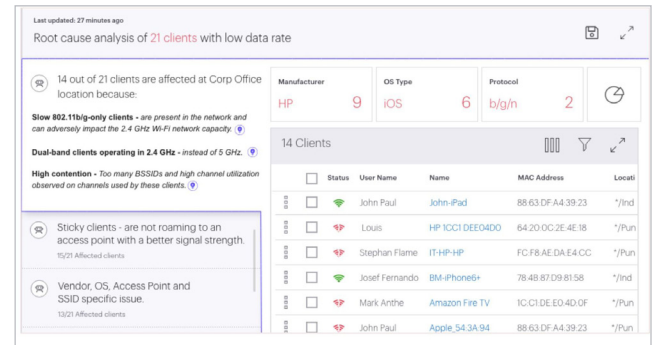 Last updated: 27 minutes ago
Root cause analysis of 21 clients with low data rate
14 out of 21 clients are affected at Corp Office
location because:
Slow 802.11b/g-only clients - are present in the network and
can adversely impact the 2.4 GHz Wi-Fi network capacity.
Dual-band clients operating in 2.4 GHz - instead of 5 GHz.
High contention - Too many BSSIDs and high channel utilization
observed on channels used by these clients.
Sticky clients - are not roaming to an
access point with a better signal strength.
15/21 Affected clients
Vendor, OS, Access Point and
SSID specific issue.
13/21 Affected clients
Manufacturer
HP 9
OS Type
iOS 6
Protocol
b/g/n 2
14 Clients
Status User Name Name MAC Address Locati
John Paul John-iPad 88:63:DF:A4:39:23 */Ind
Louis HP 1CC1 DEE04D0 64:20:0C:2E:4E:18 */Pun
Stephan Flame IT-HP-HP FC:F8:AE:DA:E4:CC */Pun
Josef Fernando BM-iPhone6+ 78:4B:87:D9:81:58 */Ind
Mark Anthe Amazon Fire TV 1C:C1:DE:E0:4D:0F */Pun
John Paul Apple_54:3A:94 88:63:DF:A4:39:23 */Pun